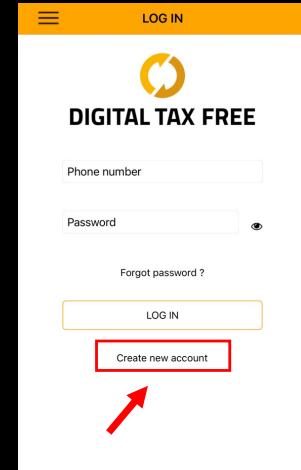 LOG IN
DIGITAL TAX FREE
Phone number
Password
Forgot password ?
LOG IN
Create new account